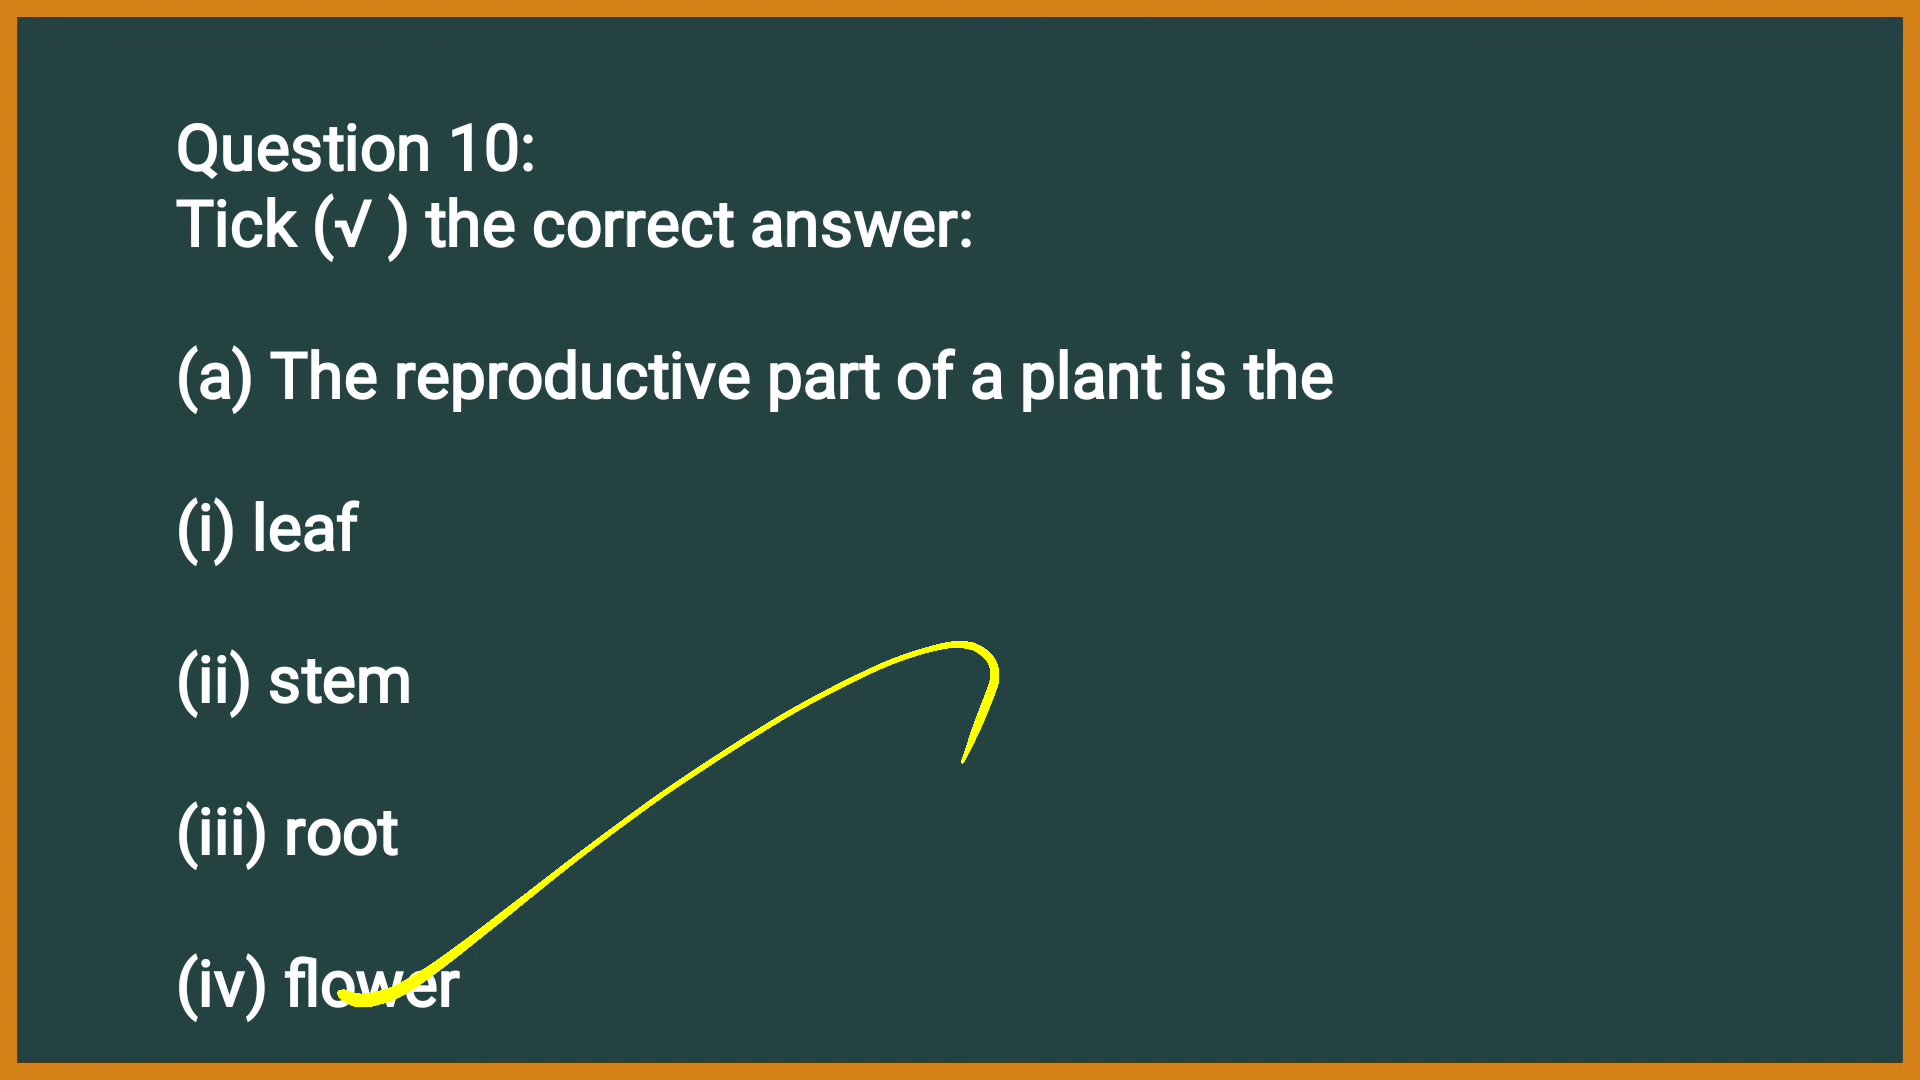 Question 10:
Tick (√ ) the correct answer:
(a) The reproductive part of a plant is the
(i) leaf
(ii) stem
(iii) root
(iv) flower